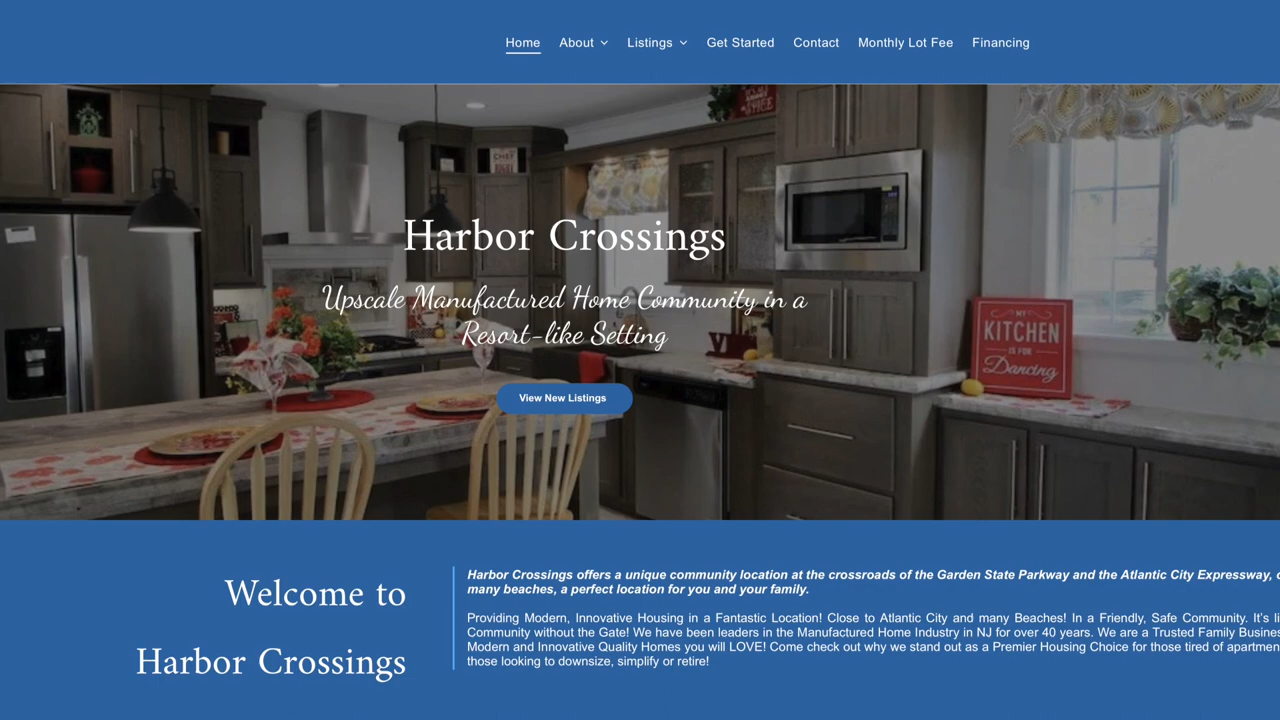 Home About Listings Get Started Contact Monthly Lot Fee Financing
CHEF
Harbor Crossings
Upscale Manufactured Home Community in a
Resort-like Setting
MY
KITCHEN
IS FOR
Dancing
View New Listings
Welcome to
Harbor Crossings
Harbor Crossings offers a unique community location at the crossroads of the Garden State Parkway and the Atlantic City Expressway,
many beaches, a perfect location for you and your family.
Providing Modern, Innovative Housing in a Fantastic Location! Close to Atlantic City and many Beaches! In a Friendly, Safe Community. It's
Community without the Gate! We have been leaders in the Manufactured Home Industry in NJ for over 40 years. We are a Trusted Family
Modern and Innovative Quality Homes you will LOVE! Come check out why we stand out as a Premier Housing Choice for those tired of
those looking to downsize, simplify or retire!